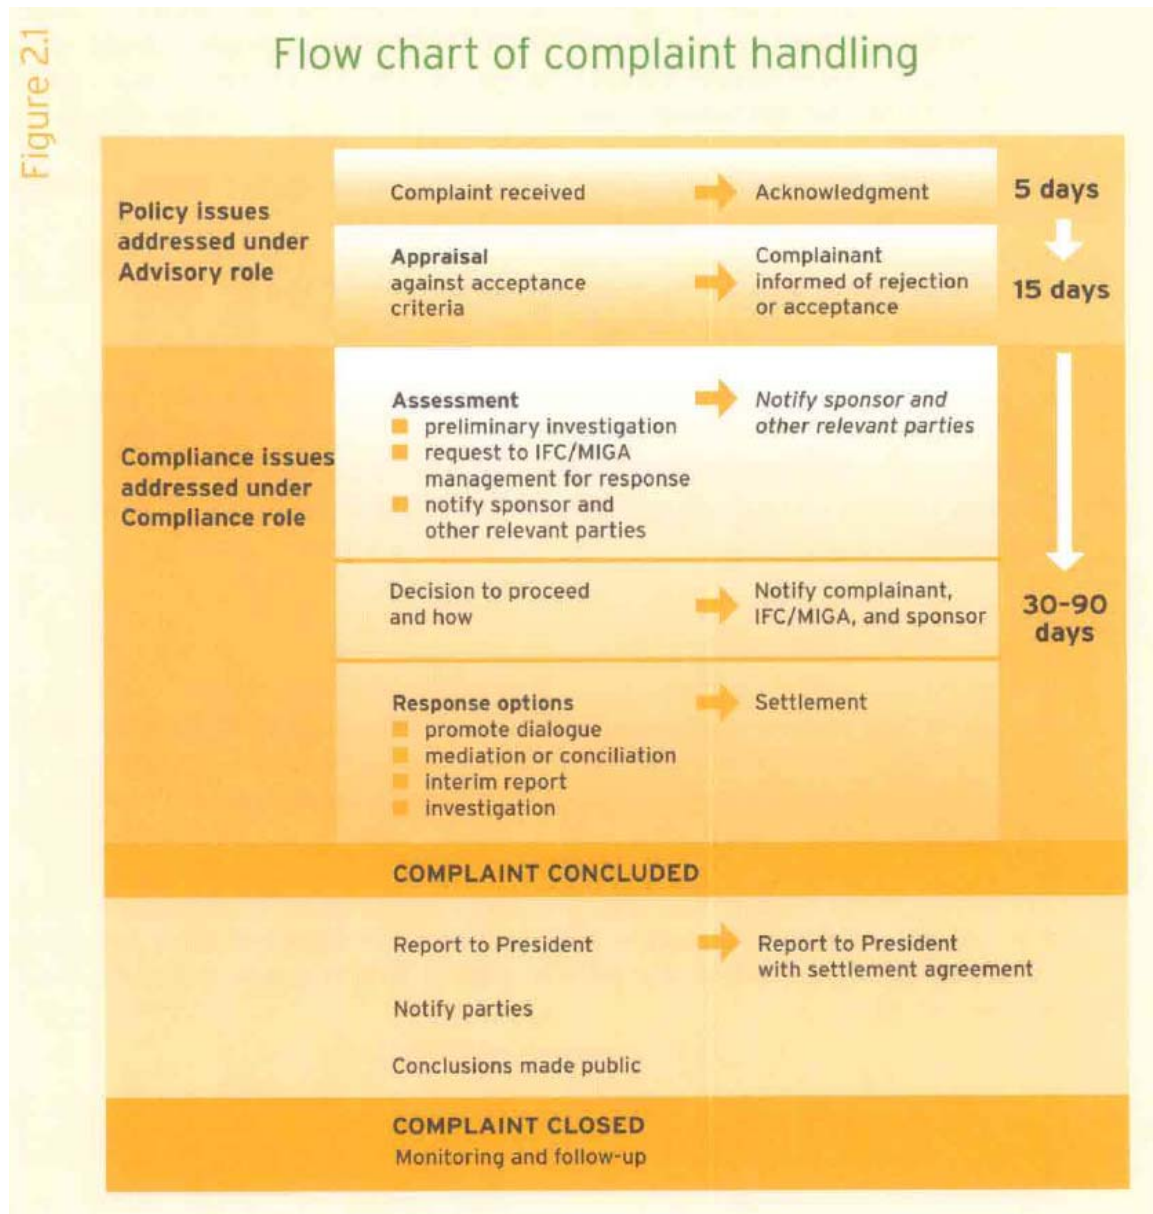 Figure 2.1
Flow chart of complaint handling
Policy issues
addressed under
Advisory role
Complaint received
Acknowledgment
5 days
Appraisal
against acceptance
criteria
Complainant
informed of rejection
or acceptance
15 days
Compliance issues
addressed under
Compliance role
Assessment
preliminary investigation
request to IFC/MIGA
management for response
notify sponsor and
other relevant parties
Notify sponsor and
other relevant parties
Decision to proceed
and how
Notify complainant,
IFC/MIGA, and sponsor
30-90
days
Response options
promote dialogue
mediation or conciliation
interim report
investigation
Settlement
COMPLAINT CONCLUDED
Report to President
Report to President
with settlement agreement
Notify parties
Conclusions made public
COMPLAINT CLOSED
Monitoring and follow-up